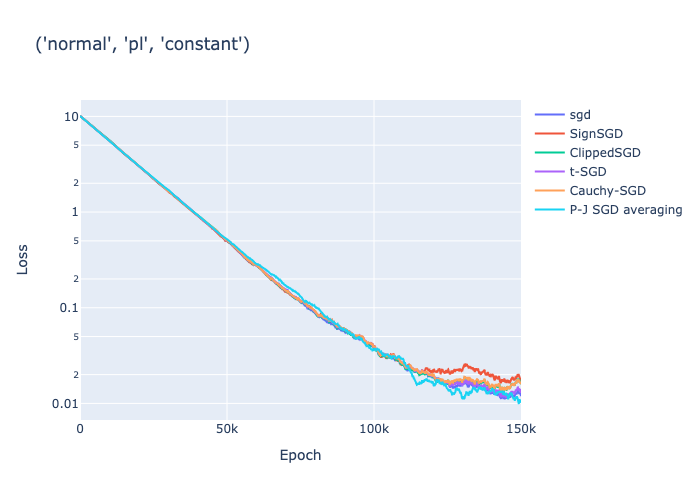 ('normal', 'pl', 'constant')
10
5
2
1
5
2
0.1
5
2
0.01
0
50k
100k
150k
Epoch
Loss
sgd
SignSGD
ClippedSGD
t-SGD
Cauchy-SGD
P-J SGD averaging